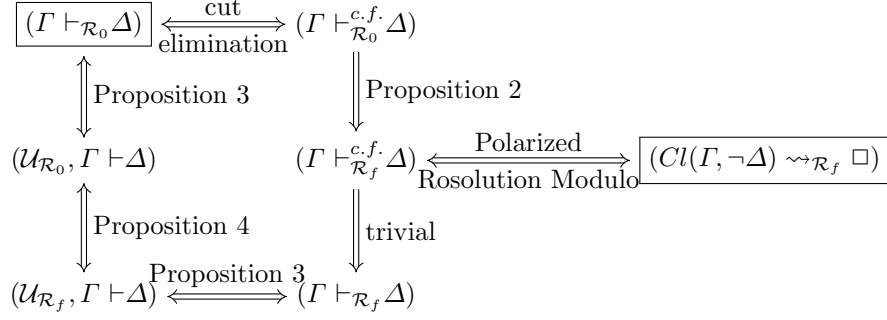 (Γ ⊢_{ℛ₀} Δ) cut elimination (Γ ⊢^{c.f.}_{ℛ₀} Δ)
Proposition 3 Proposition 2
(𝒰_{ℛ₀}, Γ ⊢ Δ) (Γ ⊢^{c.f.}_{ℛ_f} Δ) Polarized Rosolution Modulo (Cl(Γ, ¬Δ) ⇝_{ℛ_f} □)
Proposition 4 trivial
(𝒰_{ℛ_f}, Γ ⊢ Δ) Proposition 3 (Γ ⊢_{ℛ_f} Δ)